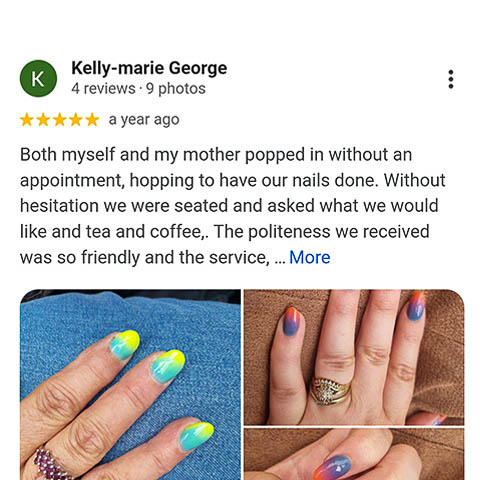 K
Kelly-marie George
4 reviews · 9 photos
a year ago
Both myself and my mother popped in without an
appointment, hopping to have our nails done. Without
hesitation we were seated and asked what we would
like and tea and coffee,. The politeness we received
was so friendly and the service, ... More